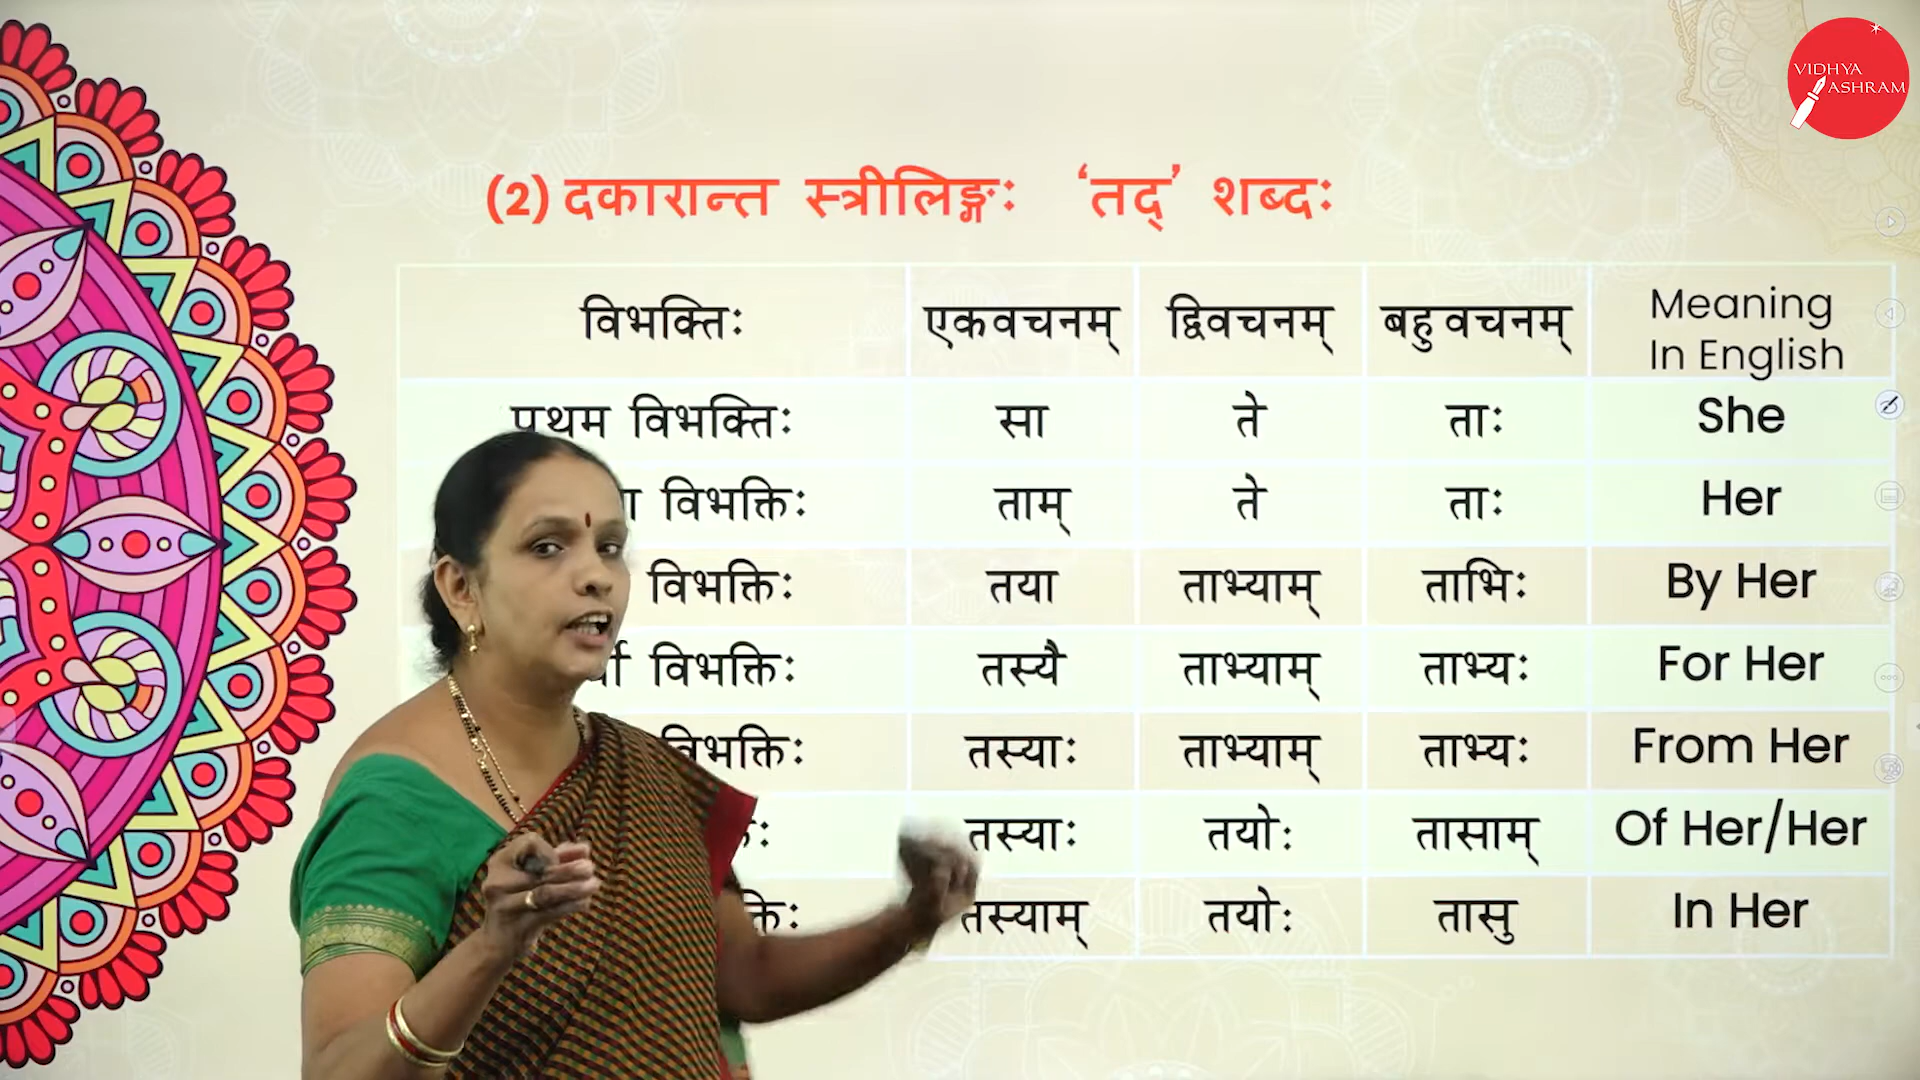 VIDHYA
ASHRAM
(2) दकारान्त स्त्रीलिङ्गः ‘तद्’ शब्दः
विभक्तिः एकवचनम् द्विवचनम् बहुवचनम् Meaning In English
प्रथम विभक्तिः सा ते ताः She
विभक्तिः ताम् ते ताः Her
विभक्तिः तया ताभ्याम् ताभिः By Her
विभक्तिः तस्यै ताभ्याम् ताभ्यः For Her
विभक्तिः तस्याः ताभ्याम् ताभ्यः From Her
तस्याः तयोः तासाम् Of Her/Her
तस्याम् तयोः तासु In Her